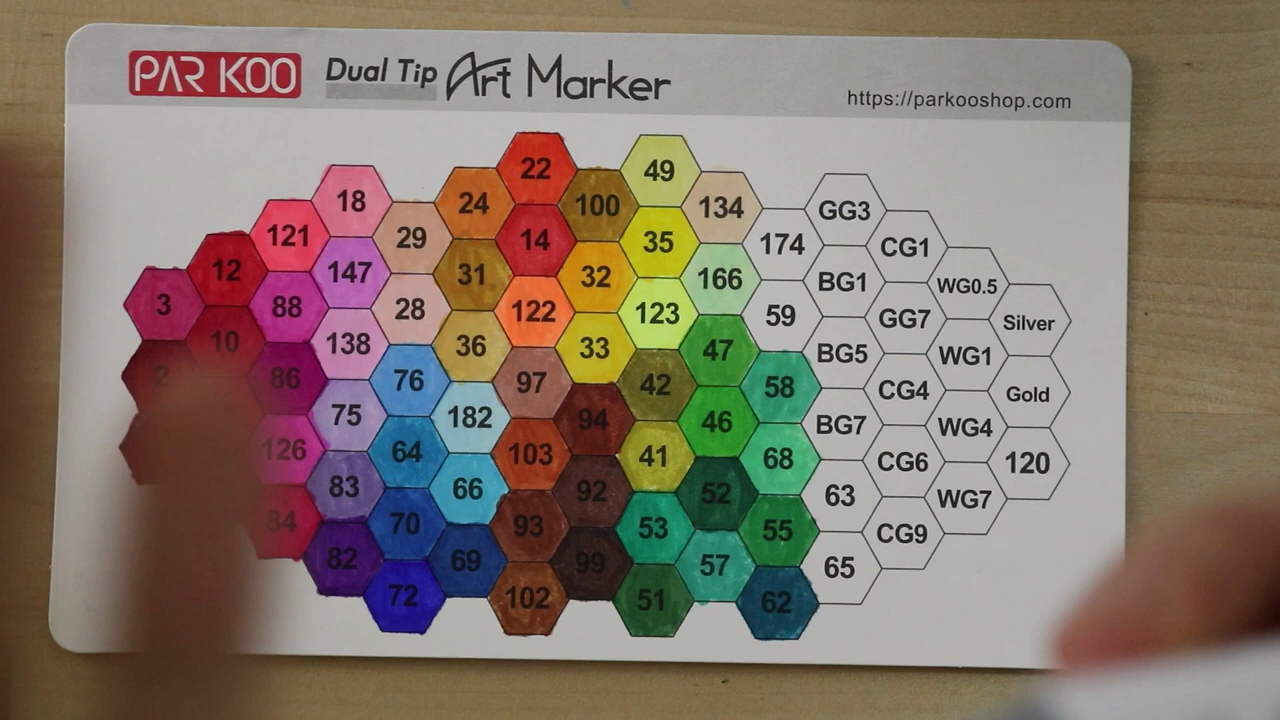 PARKOO Dual Tip Art Marker
https://parkooshop.com
22 49
18 24 100 134 GG3
121 29 14 35 174 CG1
12 147 31 32 166 BG1 WG0.5
3 88 28 122 123 59 GG7 Silver
10 138 36 33 47 BG5 WG1
2 86 76 97 42 58 CG4 Gold
75 182 94 46 BG7 WG4
126 64 103 41 68 CG6 120
83 66 92 52 63 WG7
84 70 93 53 55 CG9
82 69 99 57 65
72 102 51 62